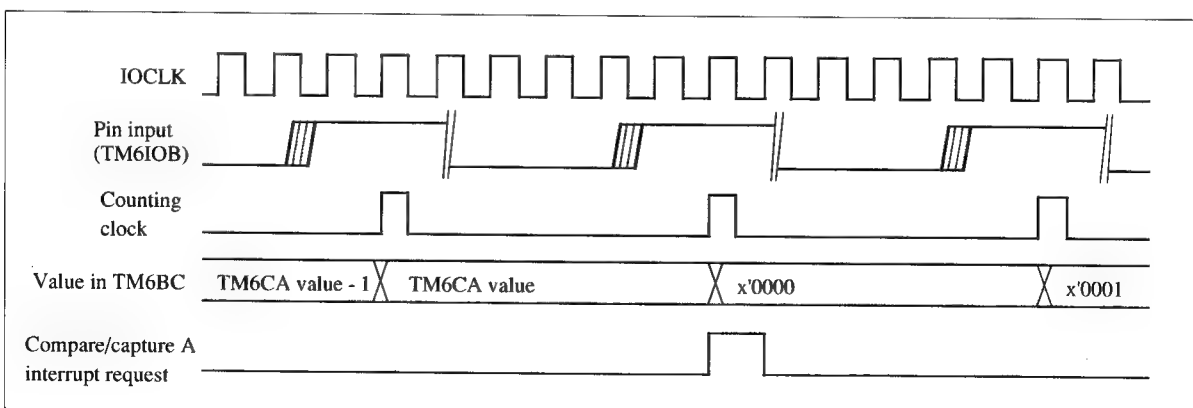 IOCLK
Pin input
(TM6IOB)
Counting
clock
Value in TM6BC
TM6CA value - 1
TM6CA value
x'0000
x'0001
Compare/capture A
interrupt request